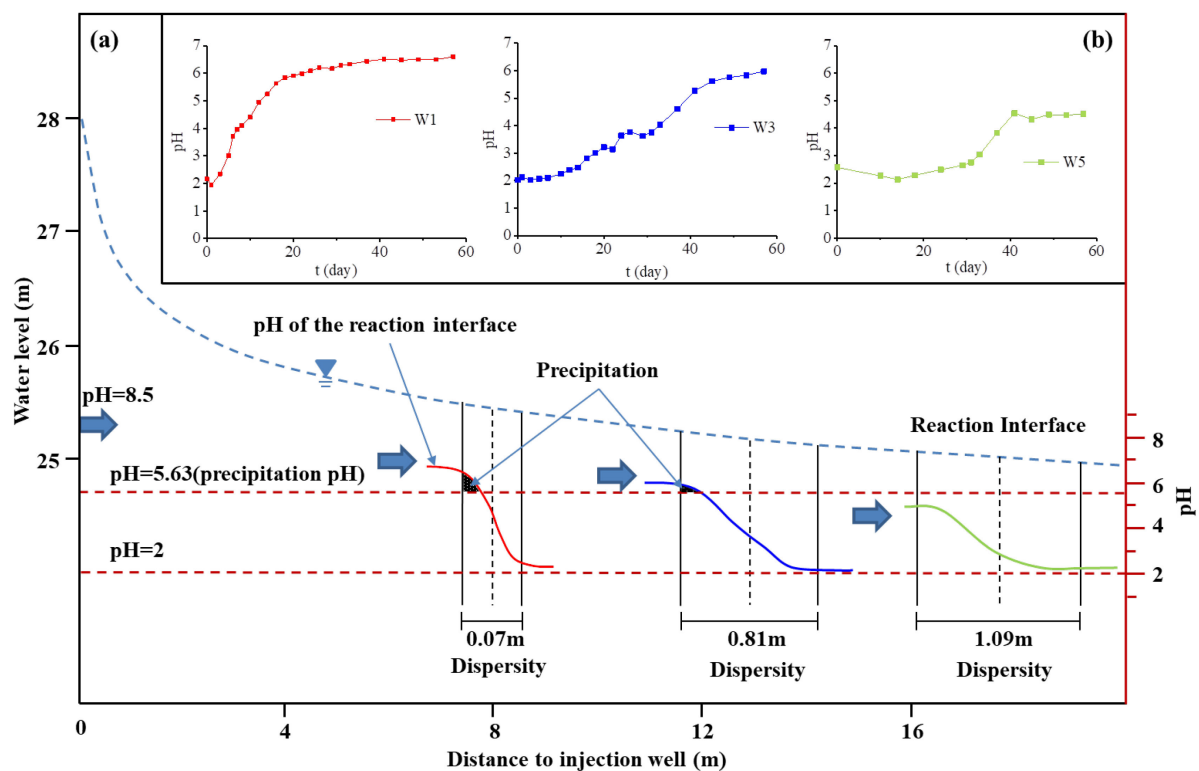 (a)
7
6
5
4
3
2
1
0
pH
W1
0
20
40
60
t (day)
7
6
5
4
3
2
1
0
pH
W3
0
20
40
60
t (day)
(b)
7
6
5
4
3
2
1
0
pH
W5
0
20
40
60
t (day)
28
27
26
25
Water level (m)
pH of the reaction interface
Precipitation
pH=8.5
Reaction Interface
pH=5.63(precipitation pH)
pH=2
8
6
4
2
pH
0.07m
Dispersity
0.81m
Dispersity
1.09m
Dispersity
0
4
8
12
16
Distance to injection well (m)